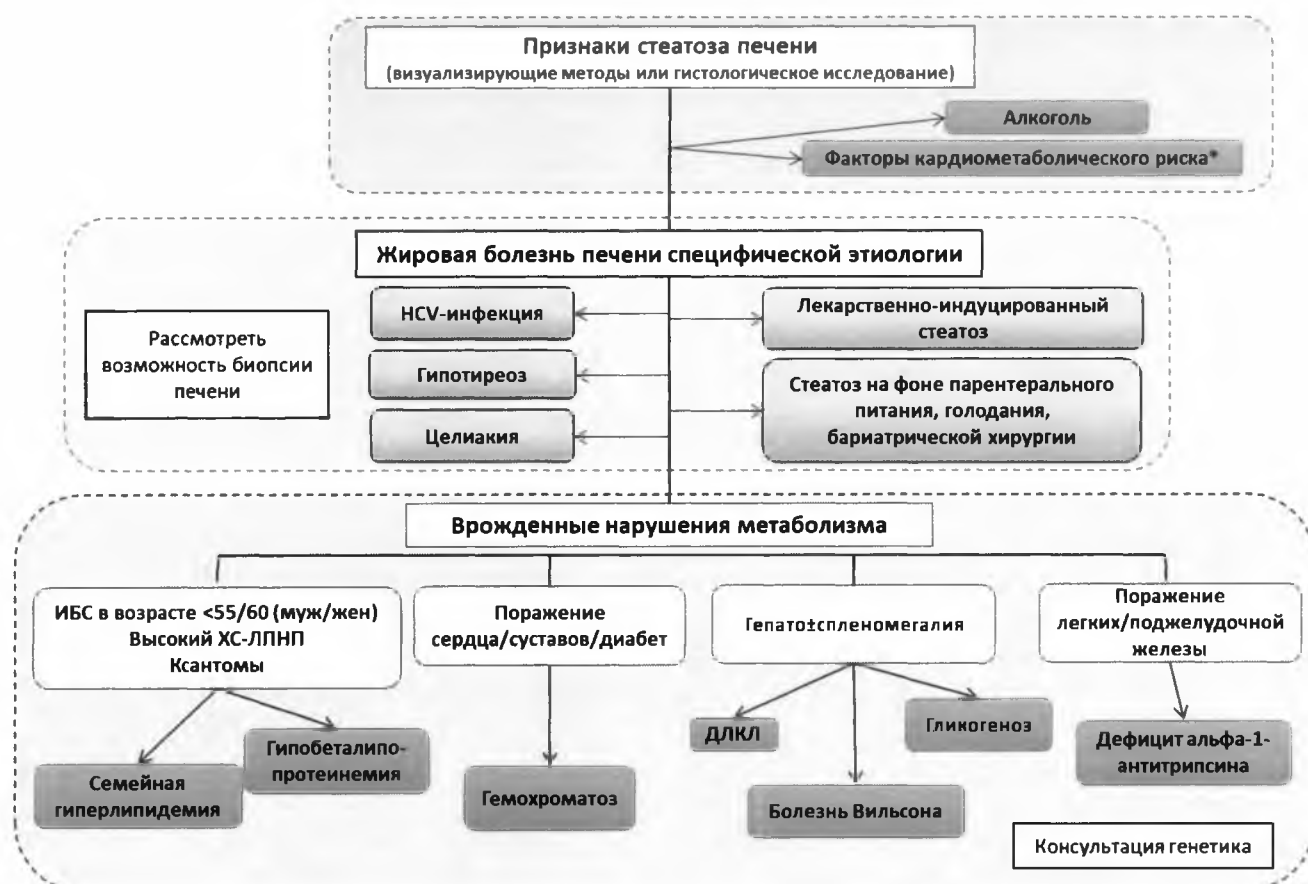 Признаки стеатоза печени
(визуализирующие методы или гистологическое исследование)
Алкоголь
Факторы кардиометаболического риска*
Жировая болезнь печени специфической этиологии
Рассмотреть
возможность биопсии
печени
HCV-инфекция
Гипотиреоз
Целиакия
Лекарственно-индуцированный
стеатоз
Стеатоз на фоне парентерального
питания, голодания,
бариатрической хирургии
Врожденные нарушения метаболизма
ИБС в возрасте <55/60 (муж/жен)
Высокий ХС-ЛПНП
Ксантомы
Поражение
сердца/суставов/диабет
Гепато±спленомегалия
Поражение
легких/поджелудочной
железы
Семейная
гиперлипидемия
Гипобеталипо-
протеинемия
Гемохроматоз
ДЛКЛ
Болезнь Вильсона
Гликогеноз
Дефицит альфа-1-
антитрипсина
Консультация генетика